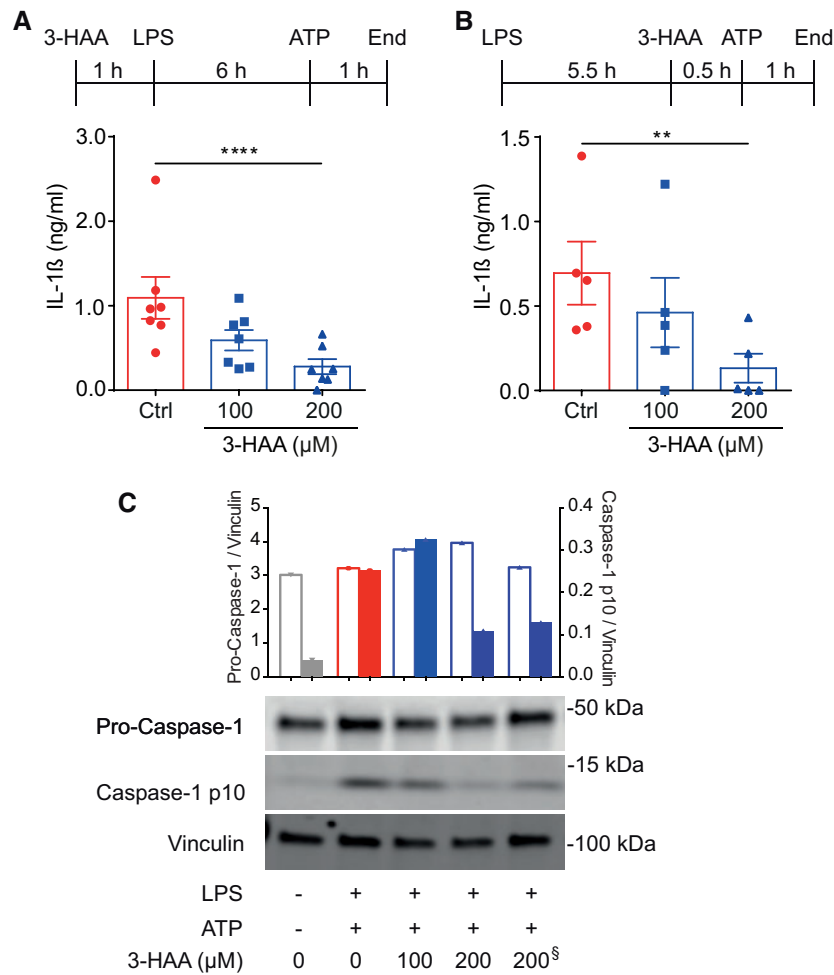 A
3-HAA LPS ATP End
1 h 6 h 1 h
3.0
2.0
1.0
0.0
IL-1ß (ng/ml)
****
Ctrl 100 200
3-HAA (µM)
B
LPS 3-HAA ATP End
5.5 h 0.5 h 1 h
1.5
1.0
0.5
0.0
IL-1ß (ng/ml)
**
Ctrl 100 200
3-HAA (µM)
C
Pro-Caspase-1 / Vinculin
5
4
3
2
1
0
0.4
0.3
0.2
0.1
0.0
Caspase-1 p10 / Vinculin
Pro-Caspase-1 -50 kDa
Caspase-1 p10 -15 kDa
Vinculin -100 kDa
LPS - + + + +
ATP - + + + +
3-HAA (µM) 0 0 100 200 200§